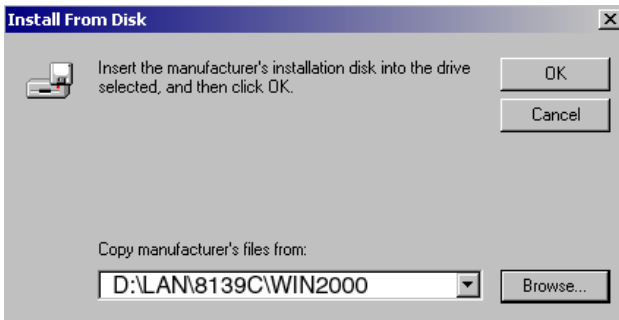 Install From Disk
Insert the manufacturer's installation disk into the drive
selected, and then click OK.
OK
Cancel
Copy manufacturer's files from:
D:\LAN\8139C\WIN2000
Browse...